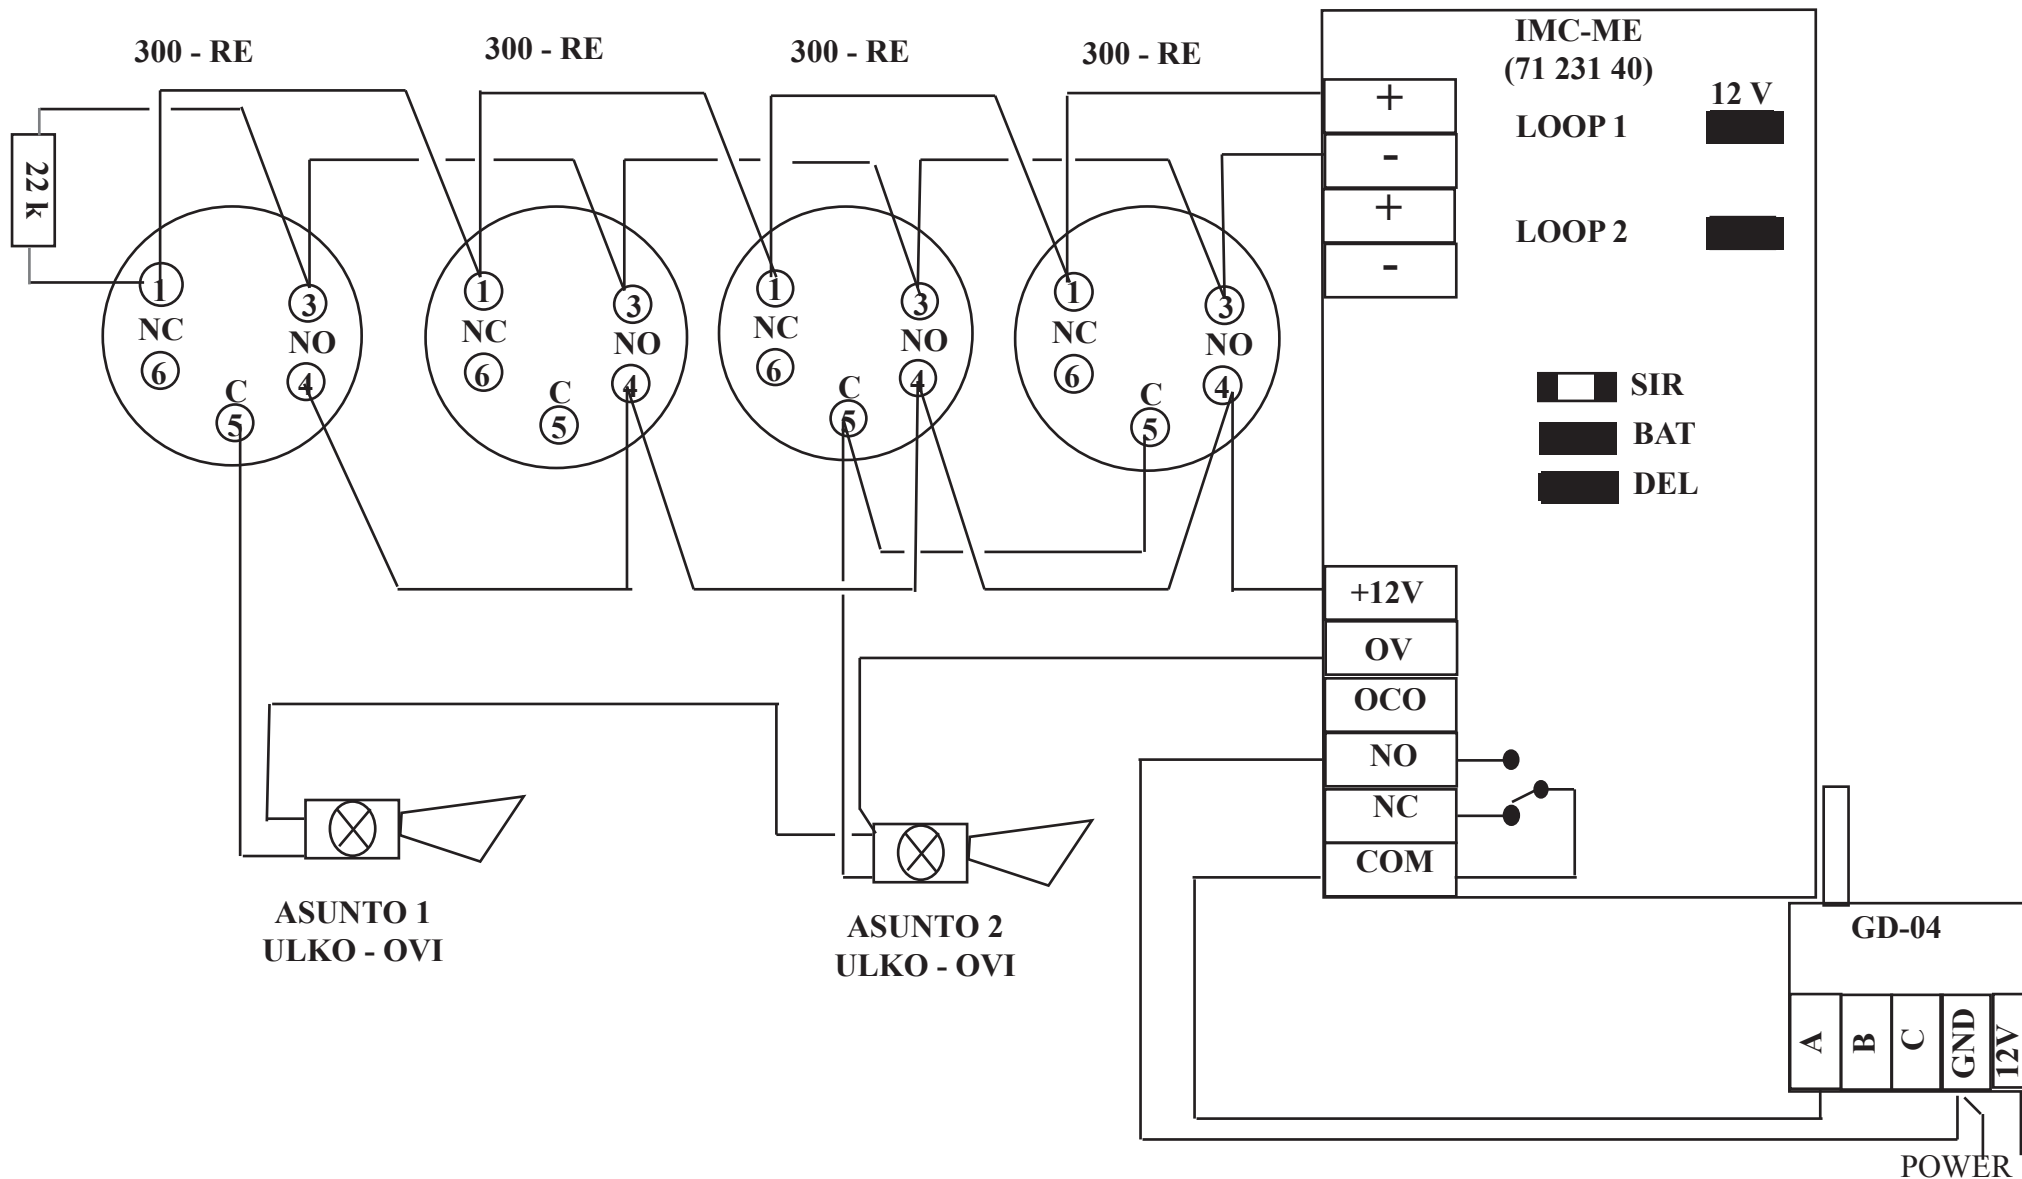 300 - RE
300 - RE
300 - RE
300 - RE
IMC-ME
(71 231 40)
12 V
LOOP 1
LOOP 2
+
-
+
-
22 k
1
NC
6
3
NO
4
C
5
1
NC
6
3
NO
4
C
5
1
NC
6
3
NO
4
C
5
1
NC
6
3
NO
4
C
5
SIR
BAT
DEL
+12V
OV
OCO
NO
NC
COM
ASUNTO 1
ULKO - OVI
ASUNTO 2
ULKO - OVI
GD-04
A
B
C
GND
12V
POWER